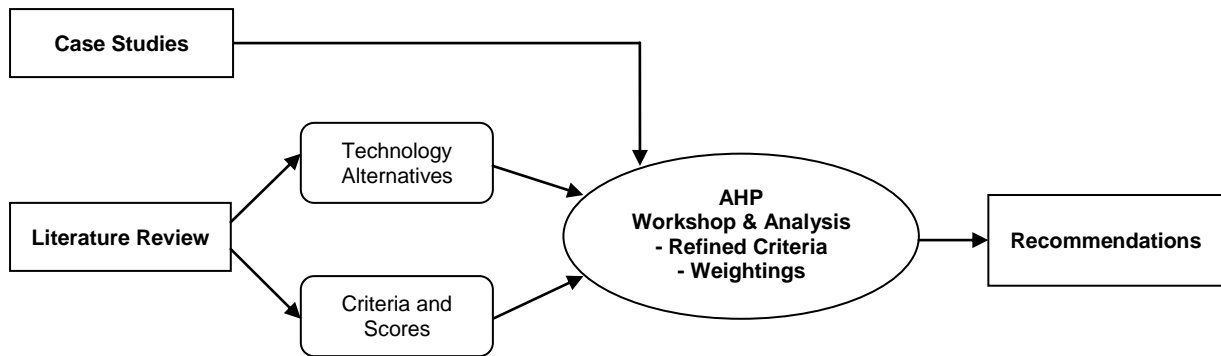 Case Studies
Technology
Alternatives
Literature Review
Criteria and
Scores
AHP
Workshop & Analysis
- Refined Criteria
- Weightings
Recommendations